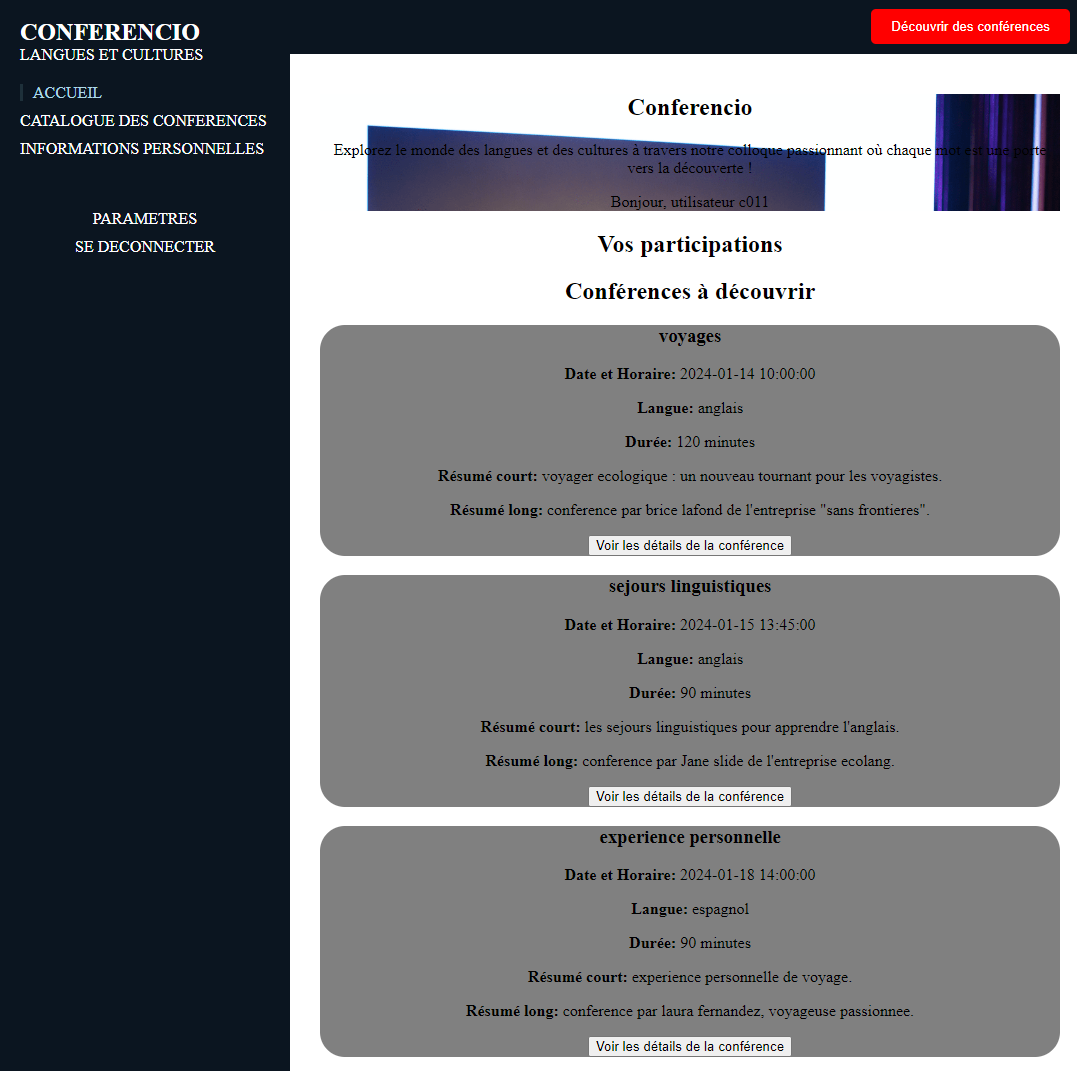 CONFERENCIO
LANGUES ET CULTURES
ACCUEIL
CATALOGUE DES CONFERENCES
INFORMATIONS PERSONNELLES
PARAMETRES
SE DECONNECTER
Découvrir des conférences
Conferencio
Explorez le monde des langues et des cultures à travers notre colloque passionnant où chaque mot est une porte
vers la découverte !
Bonjour, utilisateur c011
Vos participations
Conférences à découvrir
voyages
Date et Horaire: 2024-01-14 10:00:00
Langue: anglais
Durée: 120 minutes
Résumé court: voyager ecologique : un nouveau tournant pour les voyagistes.
Résumé long: conference par brice lafond de l'entreprise "sans frontieres".
Voir les détails de la conférence
sejours linguistiques
Date et Horaire: 2024-01-15 13:45:00
Langue: anglais
Durée: 90 minutes
Résumé court: les sejours linguistiques pour apprendre l'anglais.
Résumé long: conference par Jane slide de l'entreprise ecolang.
Voir les détails de la conférence
experience personnelle
Date et Horaire: 2024-01-18 14:00:00
Langue: espagnol
Durée: 90 minutes
Résumé court: experience personnelle de voyage.
Résumé long: conference par laura fernandez, voyageuse passionnee.
Voir les détails de la conférence